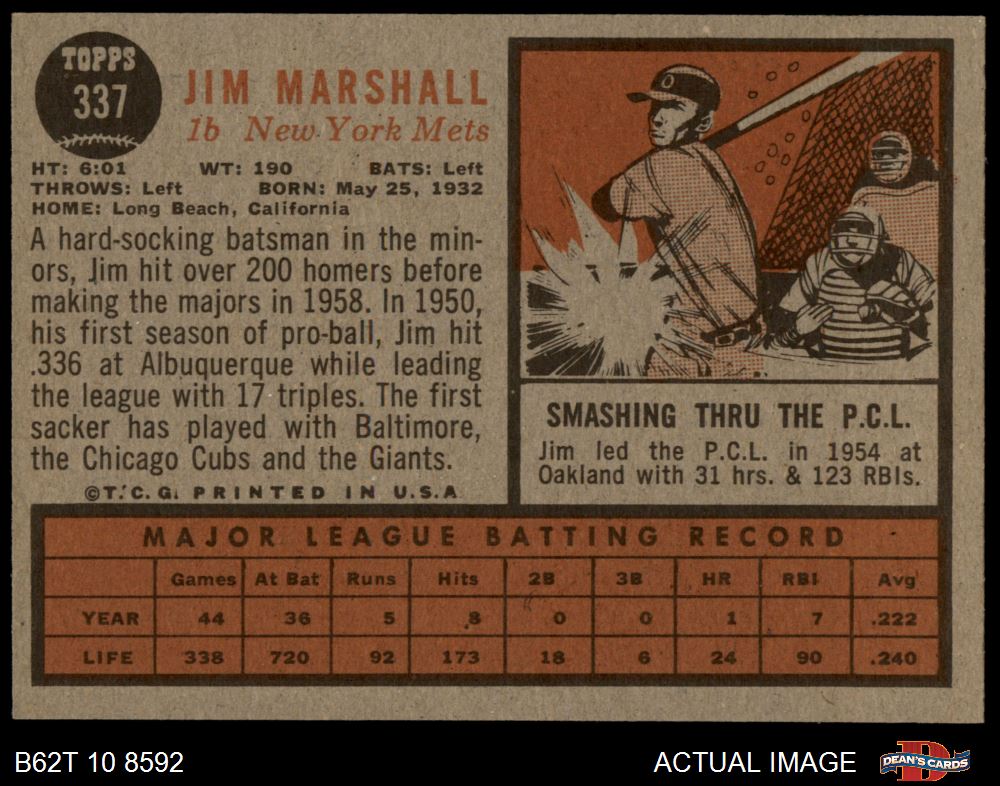 TOPPS
337
JIM MARSHALL
1b New York Mets
HT: 6:01 WT: 190 BATS: Left
THROWS: Left BORN: May 25, 1932
HOME: Long Beach, California
A hard-socking batsman in the min-
ors, Jim hit over 200 homers before
making the majors in 1958. In 1950,
his first season of pro-ball, Jim hit
.336 at Albuquerque while leading
the league with 17 triples. The first
sacker has played with Baltimore,
the Chicago Cubs and the Giants.
©T.C.G. PRINTED IN U.S.A
O
SMASHING THRU THE P.C.L.
Jim led the P.C.L. in 1954 at
Oakland with 31 hrs. & 123 RBIs.
MAJOR LEAGUE BATTING RECORD
Games At Bat Runs Hits 2B 3B HR RBI Avg
YEAR 44 36 5 8 0 0 1 7 .222
LIFE 338 720 92 173 18 6 24 90 .240
B62T 10 8592
ACTUAL IMAGE
DEAN'S CARDS